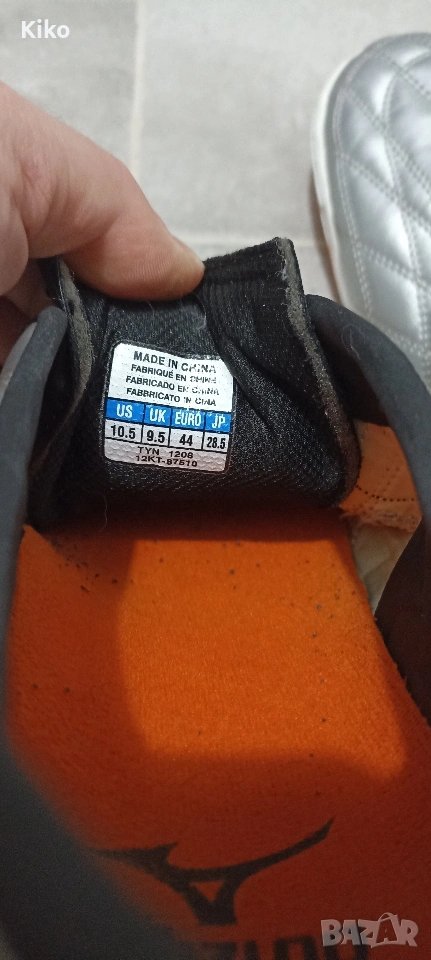 Kiko
MADE IN CHINA
FABRIQUÉ EN CHINE
FABRICADO EN CHINA
FABBRICATO IN CINA
US UK EURO JP
10.5 9.5 44 28.5
TYN 1208
12KT-87510
BAZAR